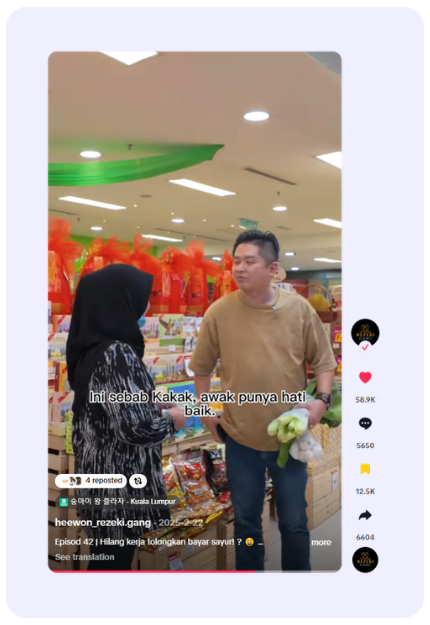 Ini sebab Kakak, awak punya hati
baik.
4 reposted
숭아이 왕 플라자 · Kuala Lumpur
heewon_rezeki.gang · 2025-2-22
Episod 42 | Hilang kerja tolongkan bayar sayur! ? 😅 ... more
See translation
58.9K
5650
12.5K
6604